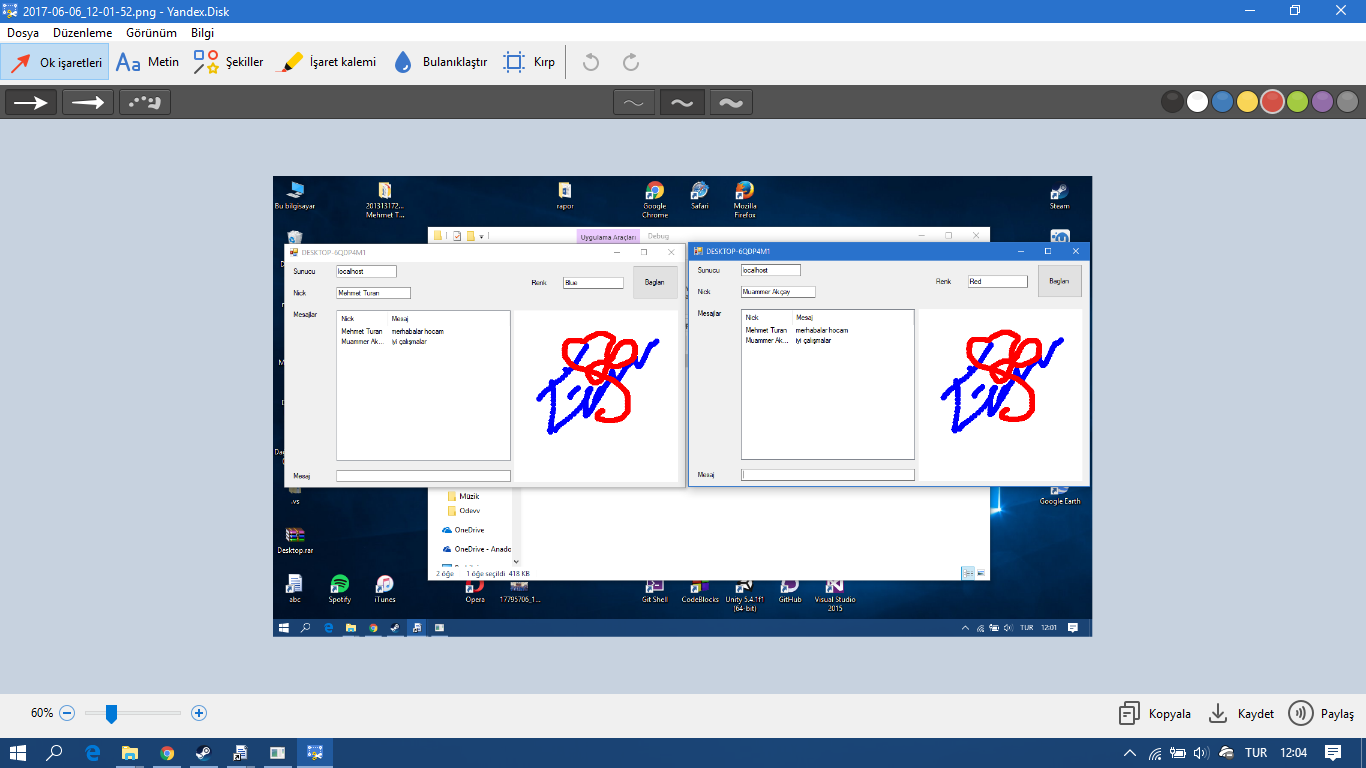 2017-06-06_12-01-52.png - Yandex.Disk
Dosya Düzenleme Görünüm Bilgi
Ok işaretleri Metin Şekiller İşaret kalemi Bulanıklaştır Kırp
Bu bilgisayar
201313172...
Mehmet T...
rapor
Google
Chrome
Safari
Mozilla
Firefox
Steam
Uygulama Araçları Debug
DESKTOP-6QDP4M1
Sunucu localhost
Nick Mehmet Turan
Renk Blue
Baglan
Mesajlar
Nick Mesaj
Mehmet Turan merhabalar hocam
Muammer Ak... iyi çalışmalar
Mesaj
DESKTOP-6QDP4M1
Sunucu localhost
Nick Muammer Akçay
Renk Red
Baglan
Mesajlar
Nick Mesaj
Mehmet Turan merhabalar hocam
Muammer Ak... iyi çalışmalar
Mesaj
.vs
Müzik
Odevv
OneDrive
OneDrive - Anado
2 öğe 1 öğe seçildi 418 KB
Google Earth
Desktop.rar
abc
Spotify
iTunes
Opera
17795706_1...
Git Shell
CodeBlocks
Unity 5.4.1f1
(64-bit)
GitHub
Visual Studio
2015
TUR 12:01
60%
Kopyala Kaydet Paylaş
TUR 12:04